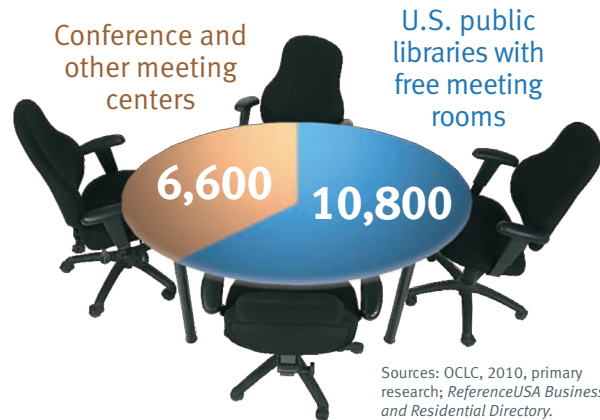 Conference and
other meeting
centers
U.S. public
libraries with
free meeting
rooms
6,600
10,800
Sources: OCLC, 2010, primary
research; ReferenceUSA Business
and Residential Directory.